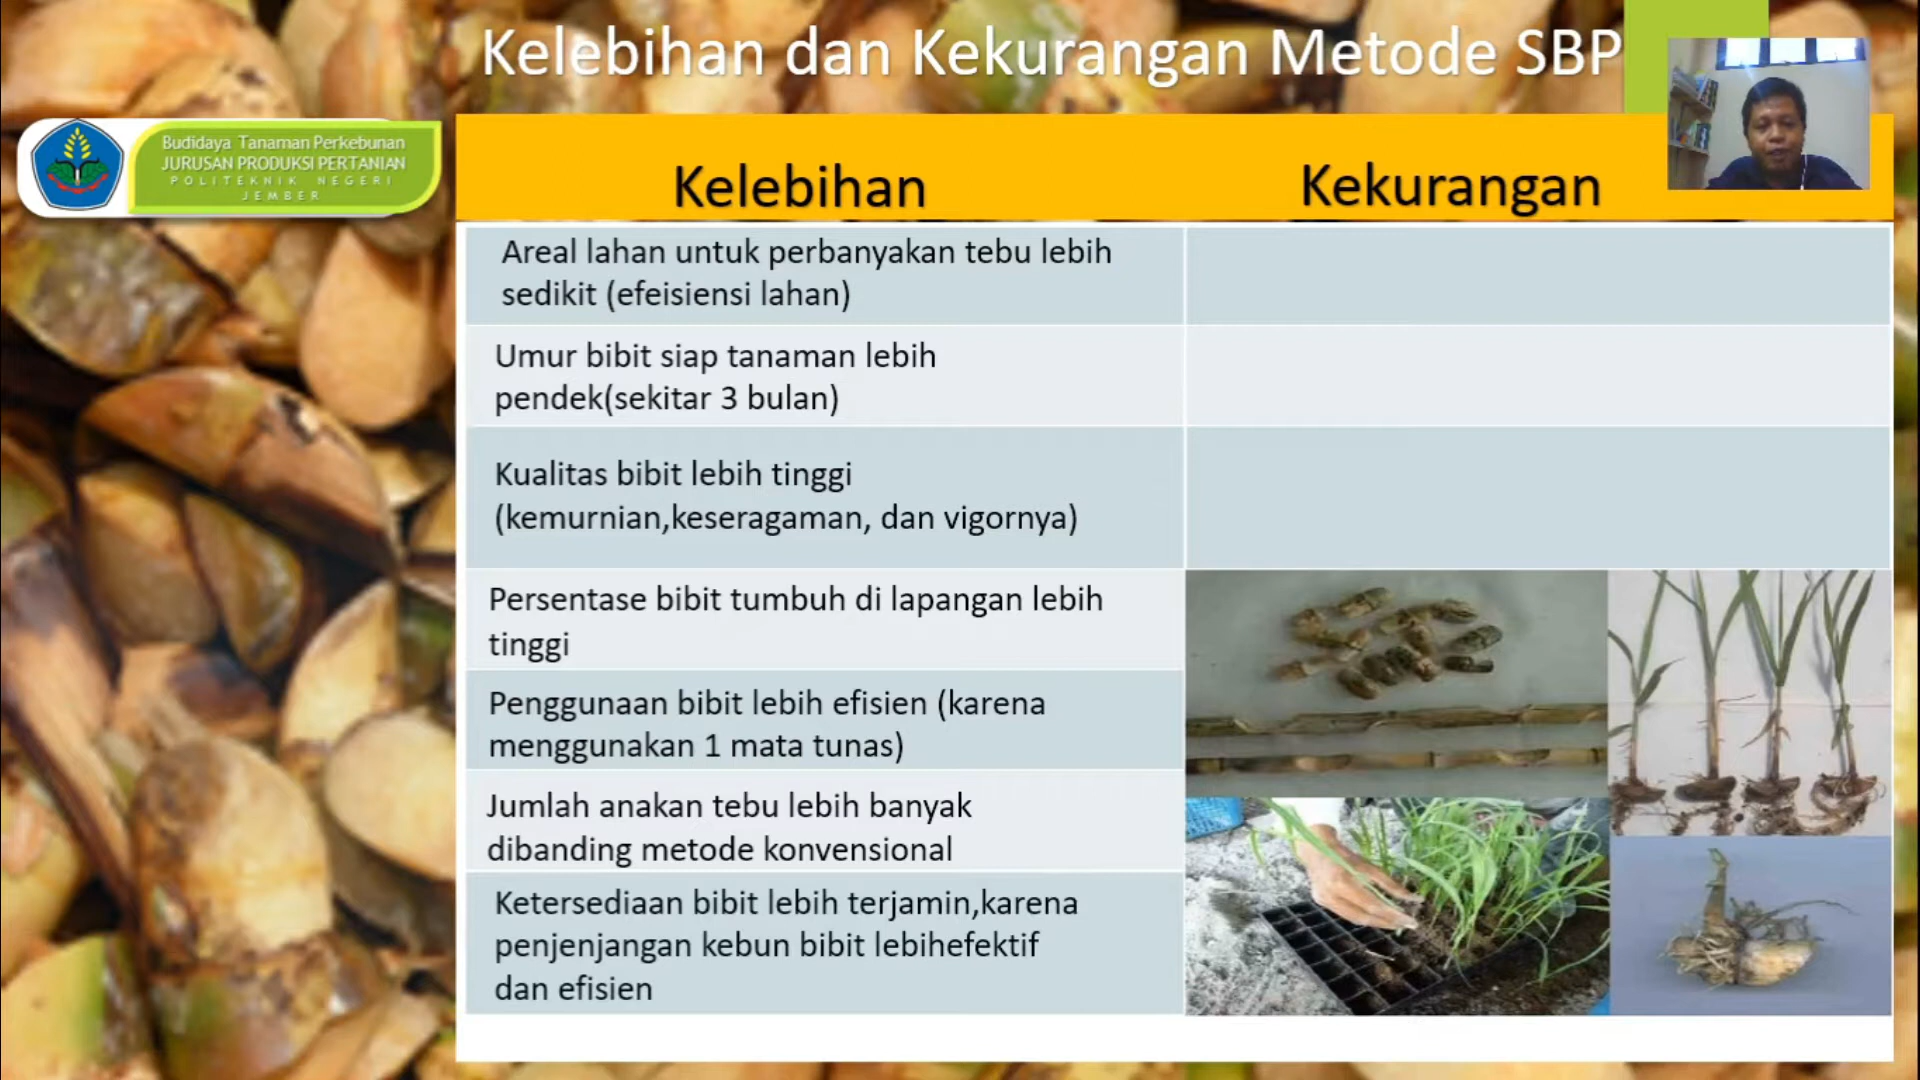 Kelebihan dan Kekurangan Metode SBP
Budidaya Tanaman Perkebunan
JURUSAN PRODUKSI PERTANIAN
POLITEKNIK NEGERI
JEMBER
Kelebihan
Kekurangan
Areal lahan untuk perbanyakan tebu lebih
sedikit (efeisiensi lahan)
Umur bibit siap tanaman lebih
pendek(sekitar 3 bulan)
Kualitas bibit lebih tinggi
(kemurnian,keseragaman, dan vigornya)
Persentase bibit tumbuh di lapangan lebih
tinggi
Penggunaan bibit lebih efisien (karena
menggunakan 1 mata tunas)
Jumlah anakan tebu lebih banyak
dibanding metode konvensional
Ketersediaan bibit lebih terjamin,karena
penjenjangan kebun bibit lebihefektif
dan efisien